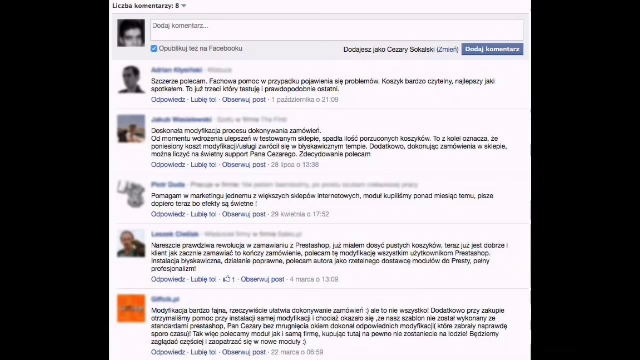 Liczba komentarzy: 8
Dodaj komentarz...
Opublikuj też na Facebooku
Dodajesz jako Cezary Sokalski (Zmień)
Dodaj komentarz
Szczerze polecam. Fachowa pomoc w przypadku pojawienia się problemów. Koszyk bardzo czytelny, najlepszy jaki
spotkałem. To już trzeci który testuję i prawdopodobnie ostatni.
Odpowiedz · Lubię to! · Obserwuj post · 1 października o 21:09
Doskonała modyfikacja procesu dokonywania zamówień.
Od momentu wdrożenia ulepszeń w testowanym sklepie, spadła ilość porzuconych koszyków. To z kolei oznacza, że
poniesiony koszt modyfikacji/usługi zwrócił się w błyskawicznym tempie. Dodatkowo, dokonując zamówienia w sklepie,
można liczyć na świetny support Pana Cezarego. Zdecydowanie polecam
Odpowiedz · Lubię to! · Obserwuj post · 28 lipca o 13:38
Pomagam w marketingu jednemu z większych sklepów internetowych, moduł kupiliśmy ponad miesiąc temu, pisze
dopiero teraz bo efekty są świetne !
Odpowiedz · Lubię to! · Obserwuj post · 29 kwietnia o 17:52
Nareszcie prawdziwa rewolucja w zamawianiu z Prestashop, już miałem dosyć pustych koszyków, teraz już jest dobrze i
klient jak zacznie zamawiać to kończy zamówienie, polecam tę modyfikację wszystkim użytkownikom Prestashop.
Instalacja błyskawiczna, działanie poprawne, polecam autora jako rzetelnego dostawcę modułów do Presty, pełny
profesjonalizm!
Odpowiedz · Lubię to! · 1 · Obserwuj post · 4 marca o 13:09
Modyfikacja bardzo fajna, rzeczywiście ułatwia dokonywanie zamówień :) ale to nie wszystko! Dodatkowo przy zakupie
otrzymaliśmy pomoc przy instalacji samej modyfikacji i chociaż okazało się ,że nasz szablon nie został wykonany ze
standardami prestashop, Pan Cezary bez mrugnięcia okiem dokonał odpowiednich modyfikacji( które zabrały naprawdę
sporo czasu)! Tak więc polecamy moduł jak i samą firmę, kupując tutaj na pewno nie zostaniecie na lodzie! Będziemy
zaglądać częściej i zaopatrzać się w nowe moduły :)
Odpowiedz · Lubię to! · Obserwuj post · 22 marca o 06:59